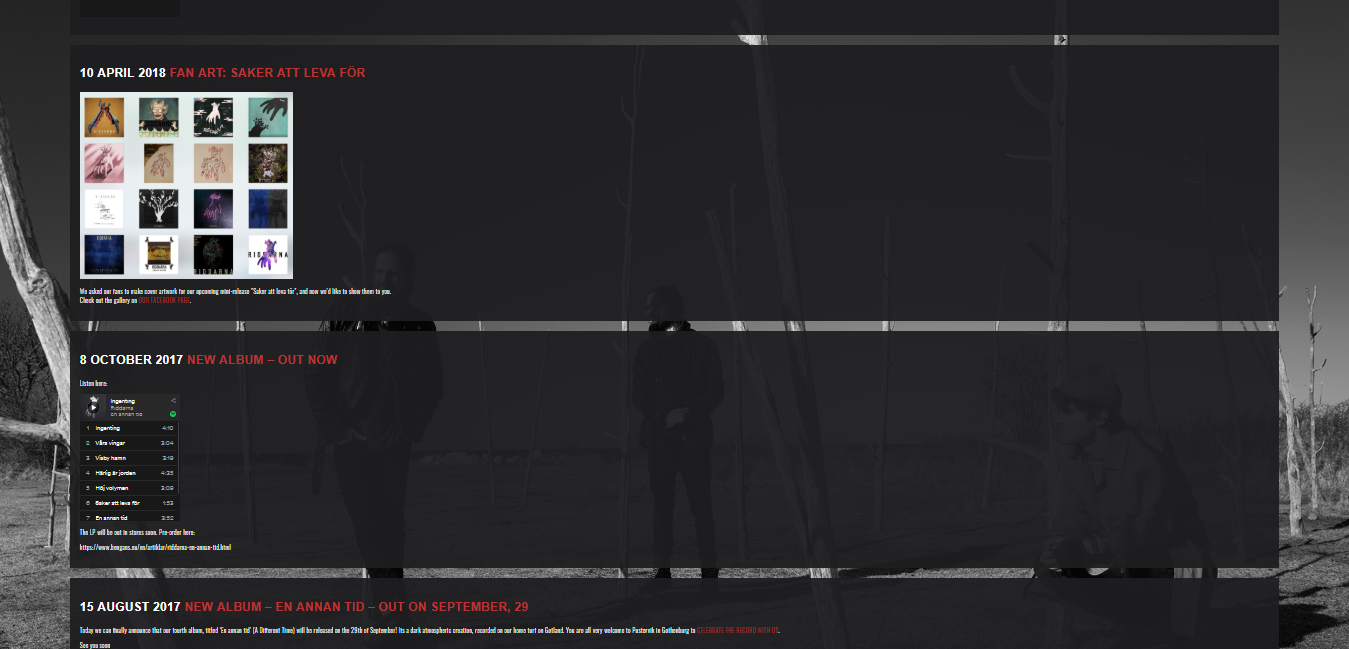 10 APRIL 2018 FAN ART: SAKER ATT LEVA FÖR
RIDDARNA
RIDDARNA
We asked our fans to make cover artwork for our upcoming mini-release "Saker att leva för", and now we'd like to show them to you.
Check out the gallery on OUR FACEBOOK PAGE.
8 OCTOBER 2017 NEW ALBUM – OUT NOW
Listen here:
Ingenting
Riddarna
En annan tid
1 Ingenting 4:10
2 Våra vingar 3:04
3 Visby hamn 3:19
4 Härlig är jorden 4:35
5 Höj volymen 3:09
6 Saker att leva för 1:53
7 En annan tid 3:52
The LP will be out in stores soon. Pre-order here:
https://www.bengans.nu/en/artiklar/riddarna-en-annan-tid.html
15 AUGUST 2017 NEW ALBUM – EN ANNAN TID – OUT ON SEPTEMBER, 29
Today we can finally announce that our fourth album, titled 'En annan tid' (A Different Time) will be released on the 29th of September! Its a dark atmospheric creation, recorded on our home turf on Gotland. You are all very welcome to Pustervik in Gothenburg to CELEBRATE THE RECORD WITH US.
See you soon